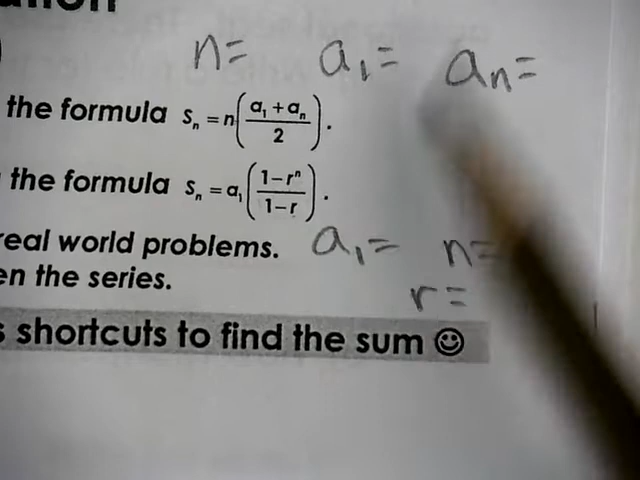 n= a₁= aₙ=
the formula sₙ = n((a₁ + aₙ)/2).
the formula sₙ = a₁((1-rⁿ)/(1-r)).
real world problems. a₁= n=
en the series. r=
s shortcuts to find the sum ☺